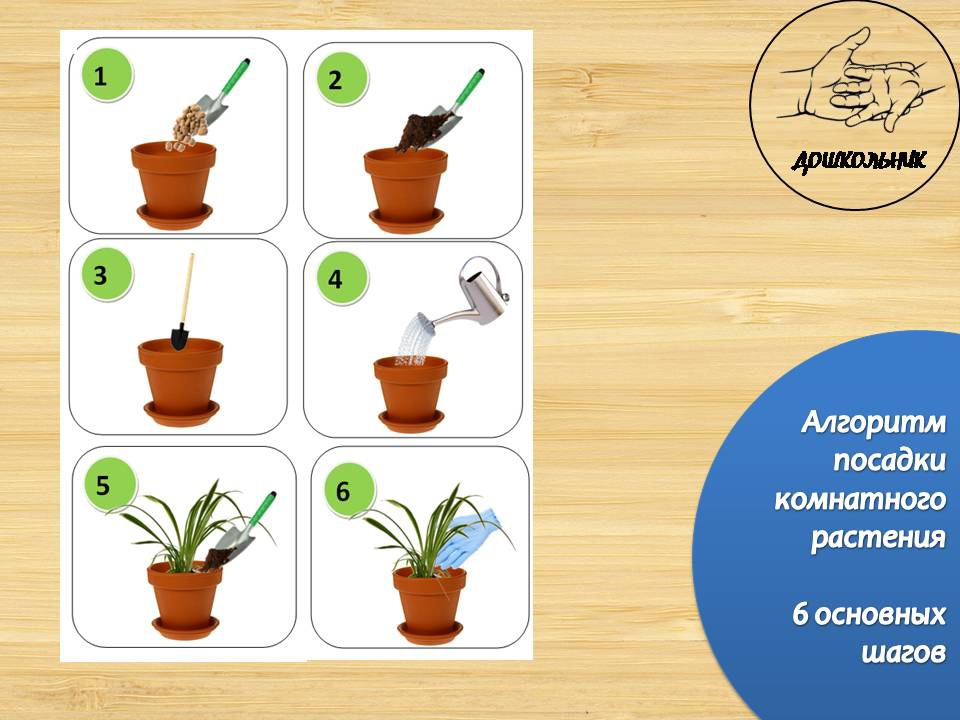 1
2
ДОШКОЛЬНИК
3
4
Алгоритм
посадки
комнатного
растения
5
6
6 основных
шагов